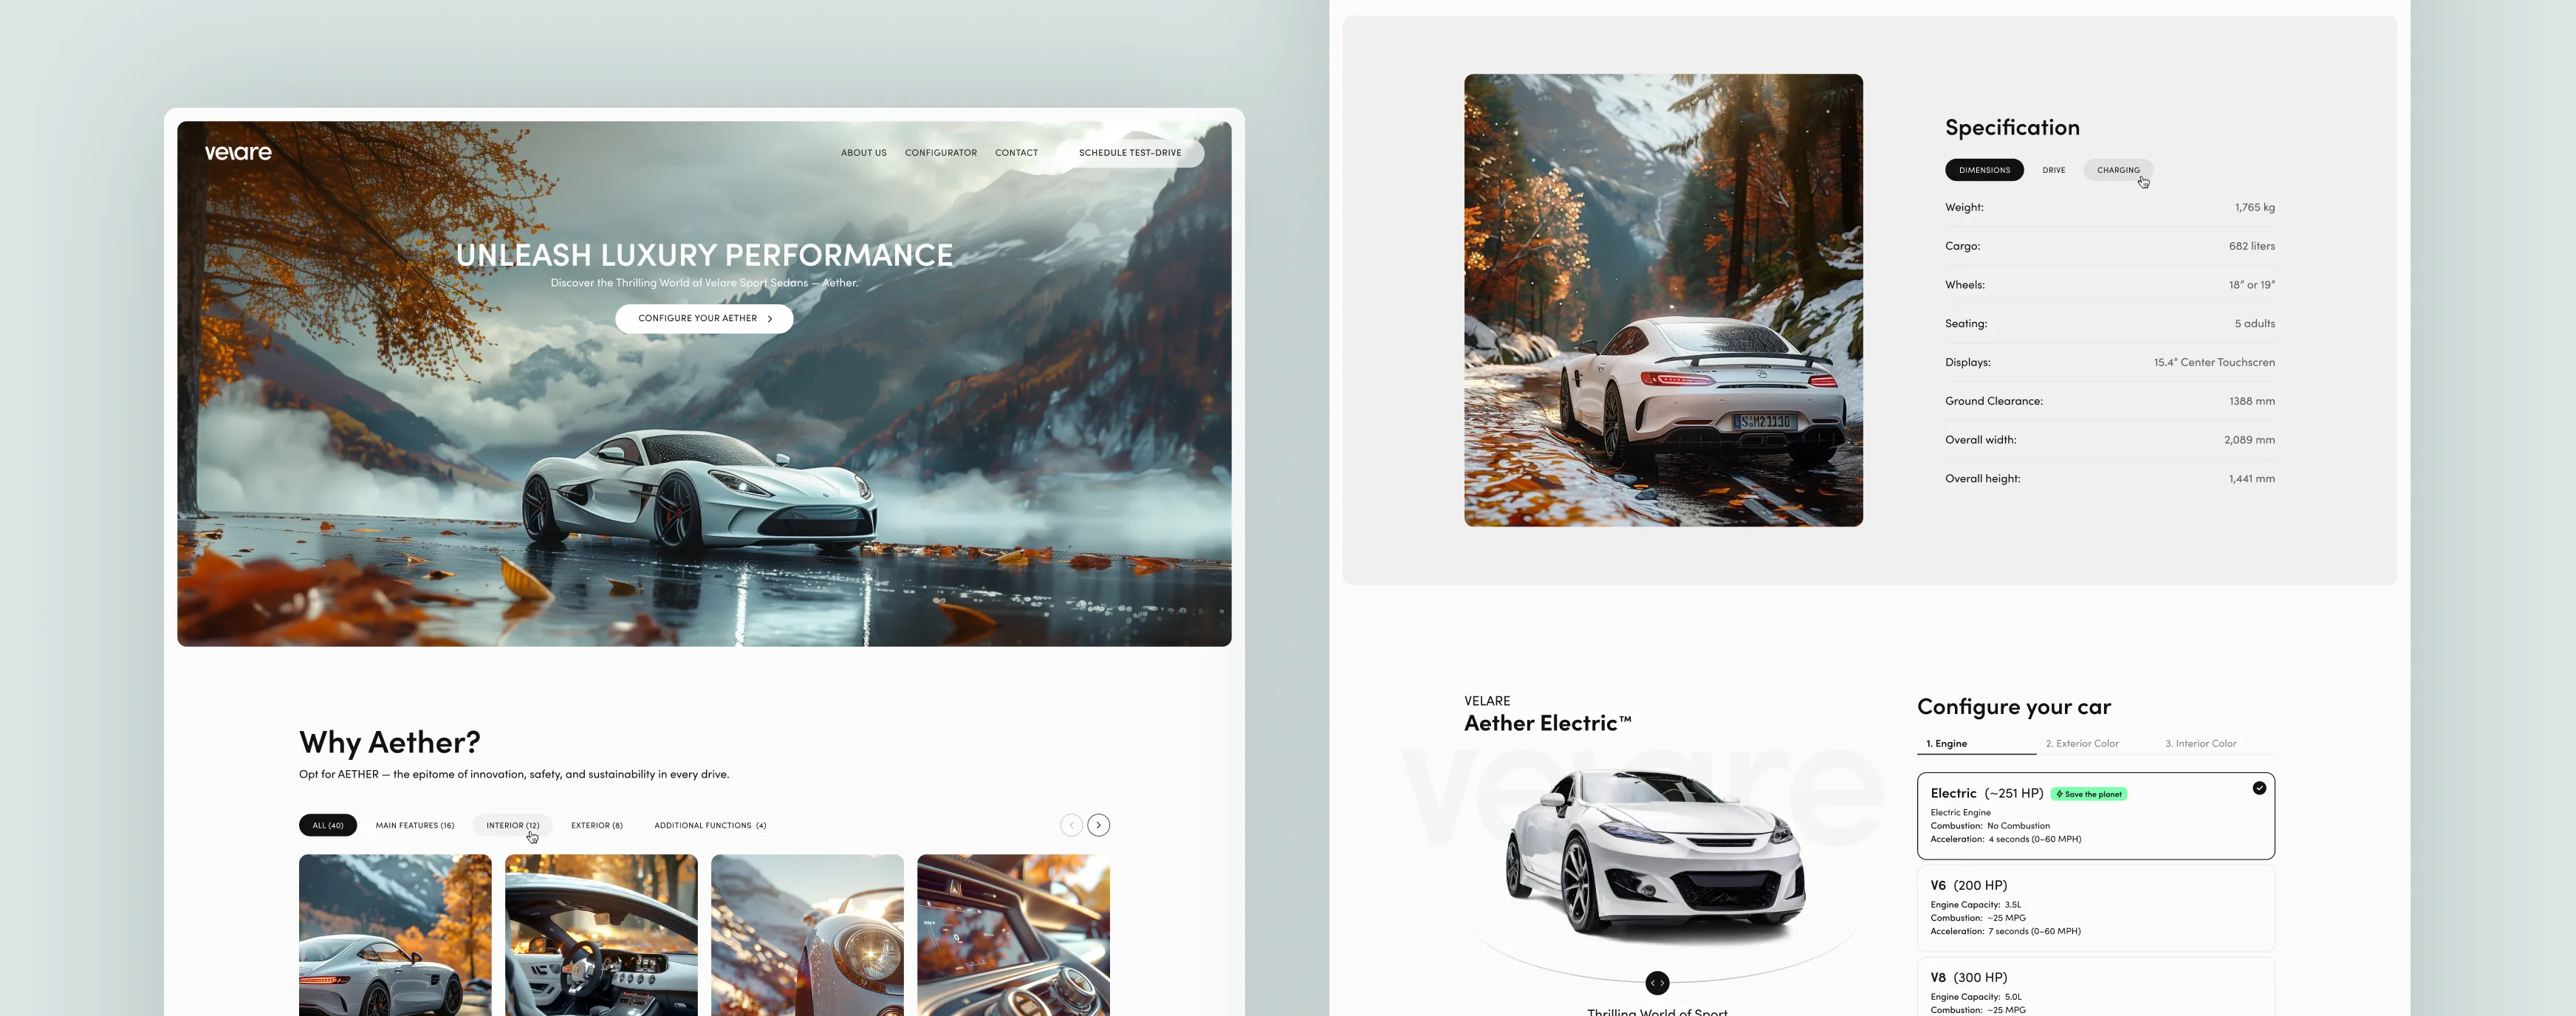 velare
ABOUT US CONFIGURATOR CONTACT SCHEDULE TEST-DRIVE
UNLEASH LUXURY PERFORMANCE
Discover the Thrilling World of Velare Sport Sedans — Aether.
CONFIGURE YOUR AETHER
Why Aether?
Opt for AETHER — the epitome of innovation, safety, and sustainability in every drive.
ALL (40) MAIN FEATURES (16) INTERIOR (12) EXTERIOR (8) ADDITIONAL FUNCTIONS (4)
Specification
DIMENSIONS DRIVE CHARGING
Weight: 1,765 kg
Cargo: 682 liters
Wheels: 18” or 19”
Seating: 5 adults
Displays: 15.4” Center Touchscren
Ground Clearance: 1388 mm
Overall width: 2,089 mm
Overall height: 1,441 mm
VELARE
Aether Electric™
velare
Thrilling World of Sport
Configure your car
1. Engine 2. Exterior Color 3. Interior Color
Electric (~251 HP) Save the planet
Electric Engine
Combustion: No Combustion
Acceleration: 4 seconds (0–60 MPH)
V6 (200 HP)
Engine Capacity: 3.5L
Combustion: ~25 MPG
Acceleration: 7 seconds (0–60 MPH)
V8 (300 HP)
Engine Capacity: 5.0L
Combustion: ~25 MPG